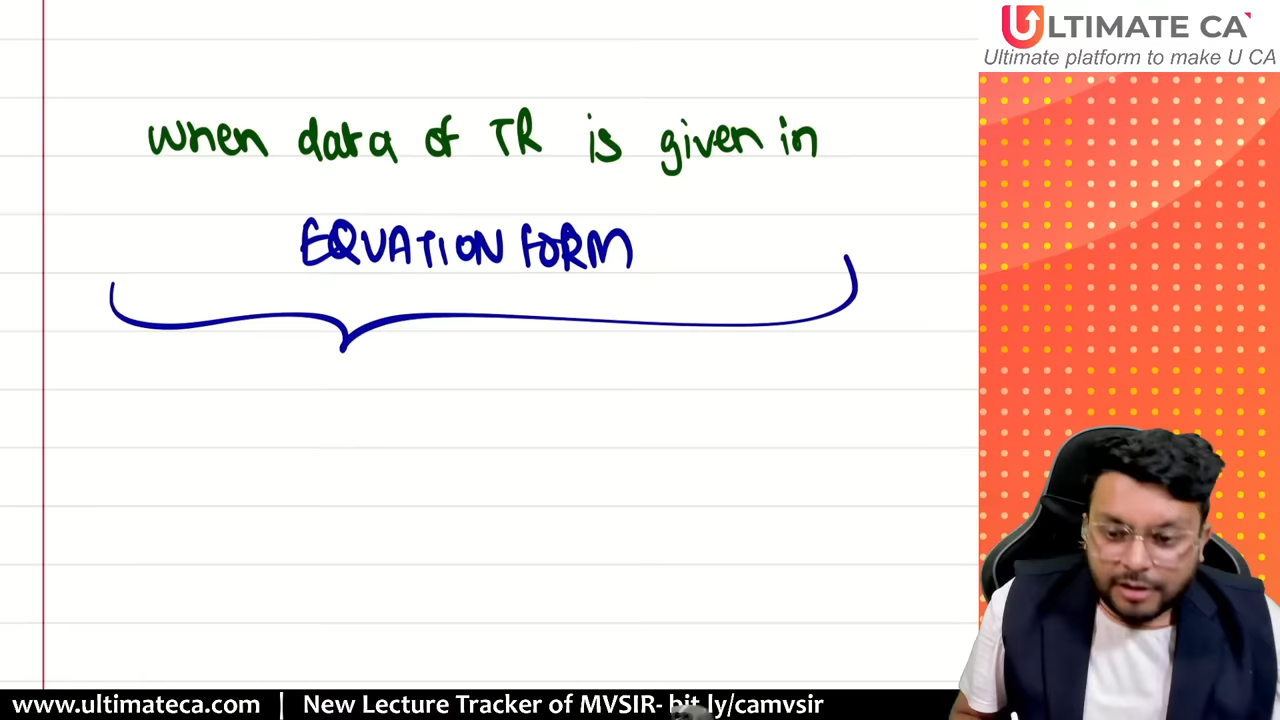 ULTIMATE CA
Ultimate platform to make U CA
When data of TR is given in
EQUATION FORM
www.ultimateca.com | New Lecture Tracker of MVSIR- bit ly/camvsir